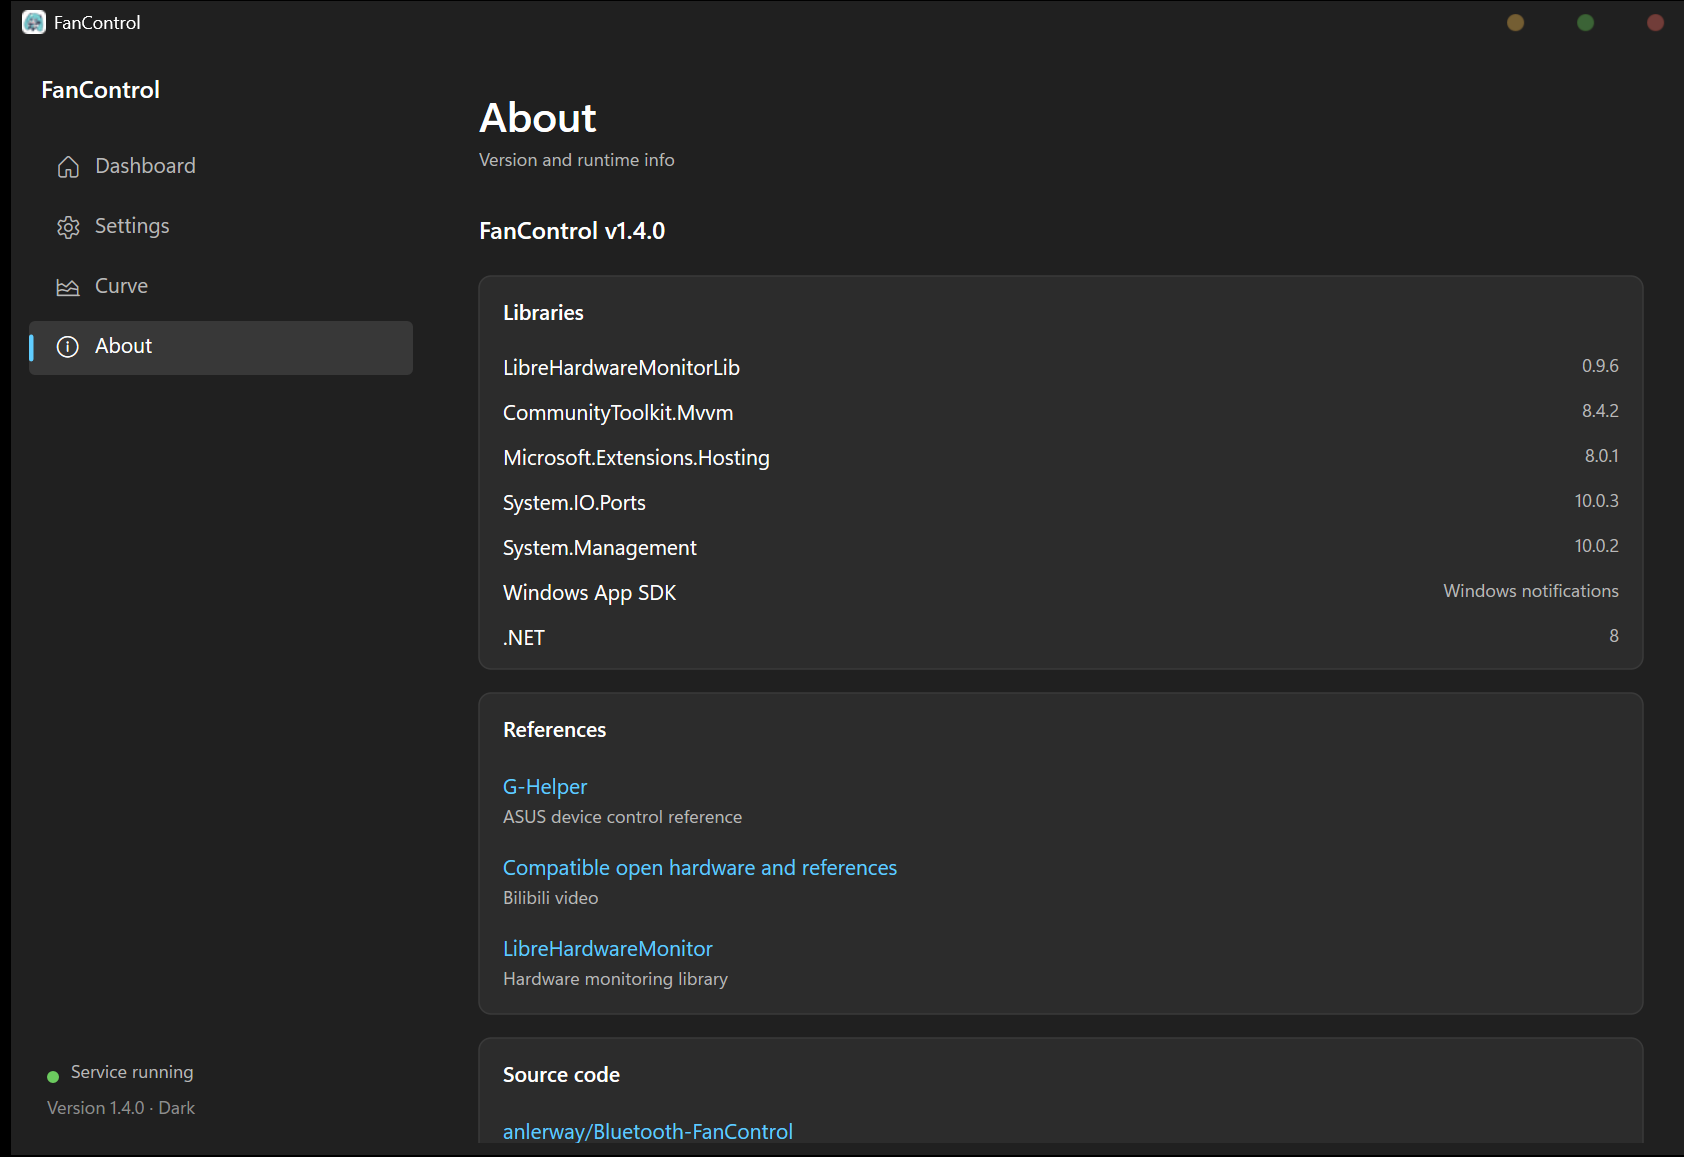 FanControl
FanControl
Dashboard
Settings
Curve
About
Service running
Version 1.4.0 · Dark
About
Version and runtime info
FanControl v1.4.0
Libraries
LibreHardwareMonitorLib 0.9.6
CommunityToolkit.Mvvm 8.4.2
Microsoft.Extensions.Hosting 8.0.1
System.IO.Ports 10.0.3
System.Management 10.0.2
Windows App SDK Windows notifications
.NET 8
References
G-Helper
ASUS device control reference
Compatible open hardware and references
Bilibili video
LibreHardwareMonitor
Hardware monitoring library
Source code
anlerway/Bluetooth-FanControl